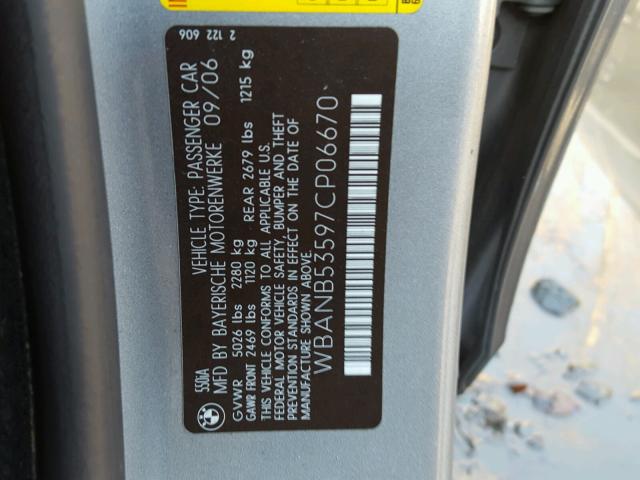 2 122 606
550IA
VEHICLE TYPE: PASSENGER CAR
MFD BY BAYERISCHE MOTORENWERKE 09/06
GVWR 5026 lbs 2280 kg
GAWR FRONT 2469 lbs 1120 kg REAR 2679 lbs 1215 kg
THIS VEHICLE CONFORMS TO ALL APPLICABLE U.S.
FEDERAL MOTOR VEHICLE SAFETY, BUMPER AND THEFT
PREVENTION STANDARDS IN EFFECT ON THE DATE OF
MANUFACTURE SHOWN ABOVE.
WBANB53597CP06670